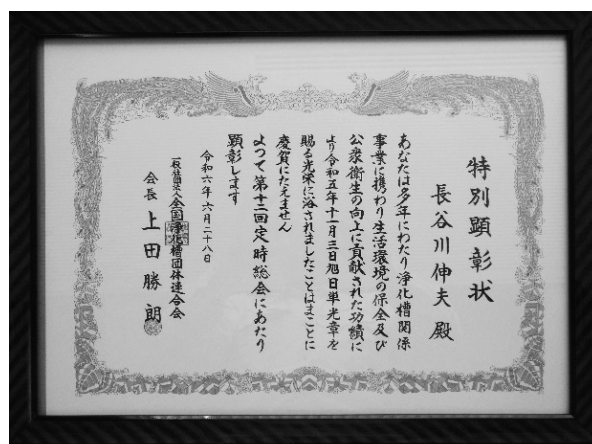 特別顕彰状
長谷川伸夫 殿
あなたは多年にわたり浄化槽関係
事業に携わり生活環境の保全及び
公衆衛生の向上に貢献された功績に
より令和五年十一月三日旭日単光章を
賜る光栄に浴されましたことはまことに
慶賀にたえません
よつて第十二回定時総会にあたり
顕彰します
令和六年六月二十八日
一般社団法人全国浄化槽団体連合会
会長 上田勝朗